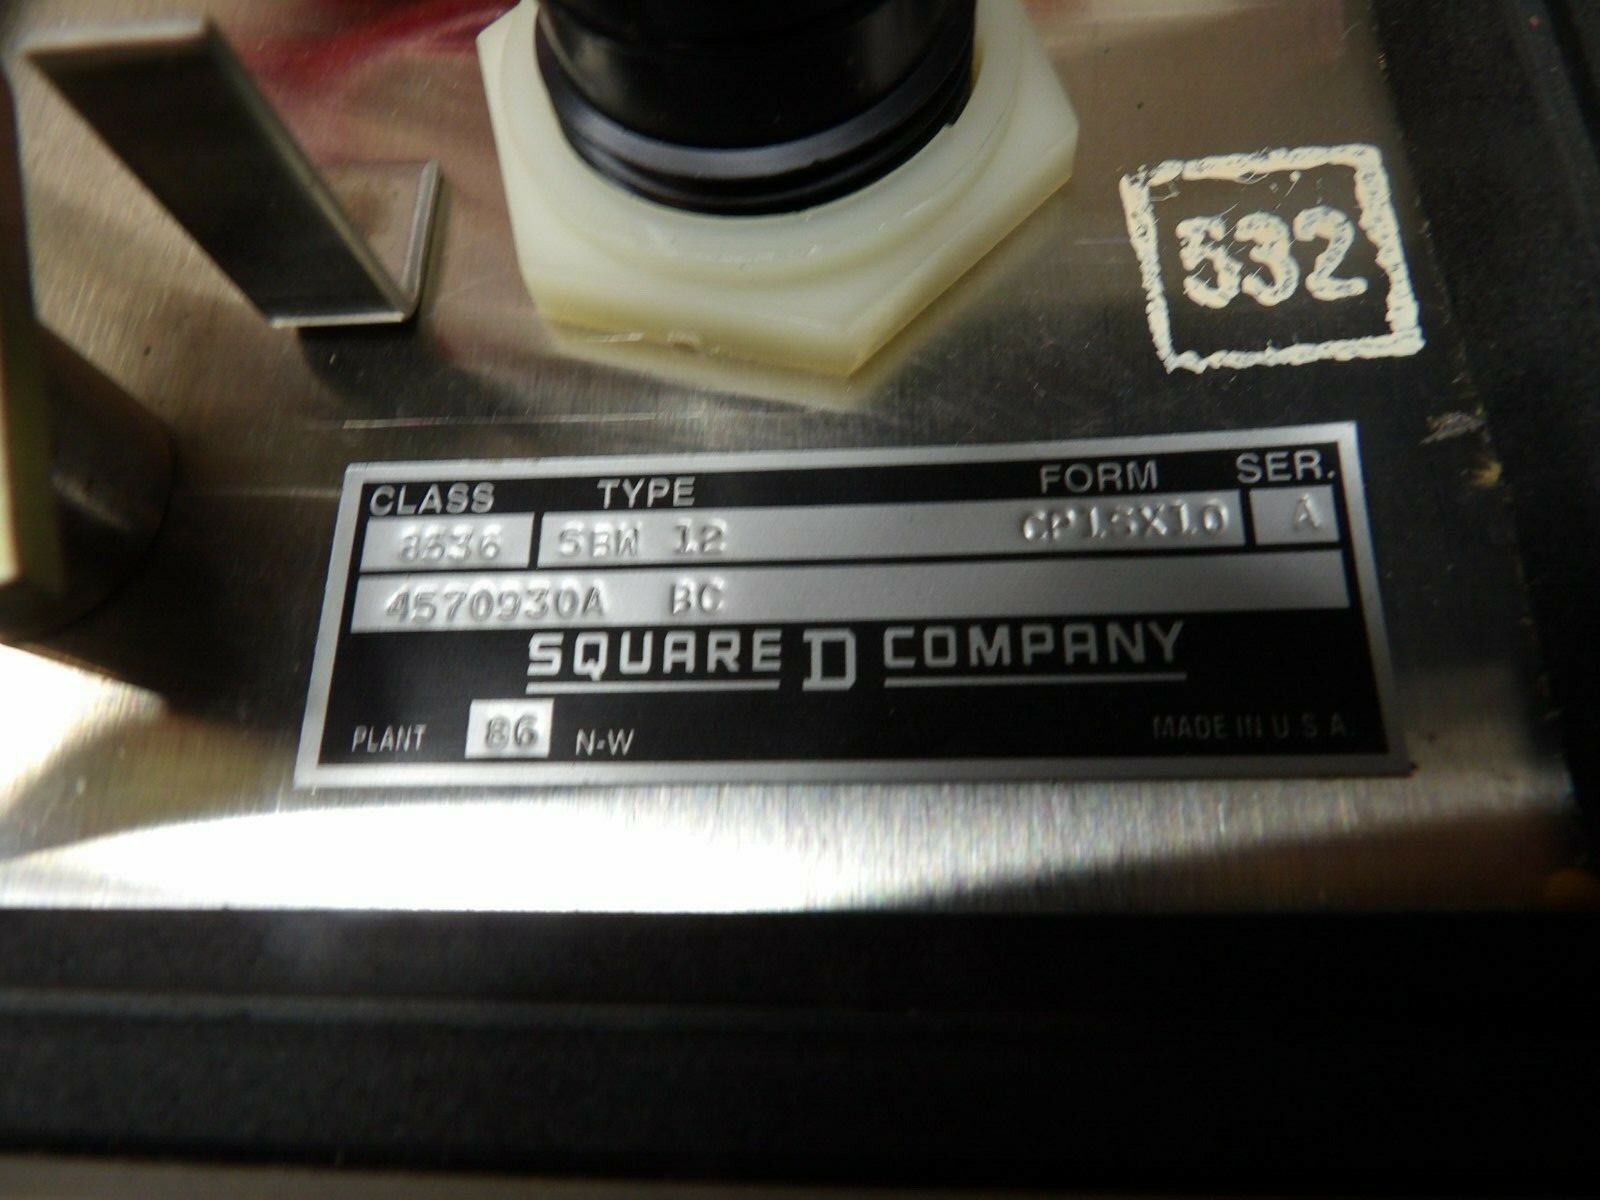 532
CLASS TYPE FORM SER.
8536 SBW 12 CP1SX10 A
4570930A BC
SQUARE D COMPANY
PLANT 86 N-W MADE IN U.S.A.